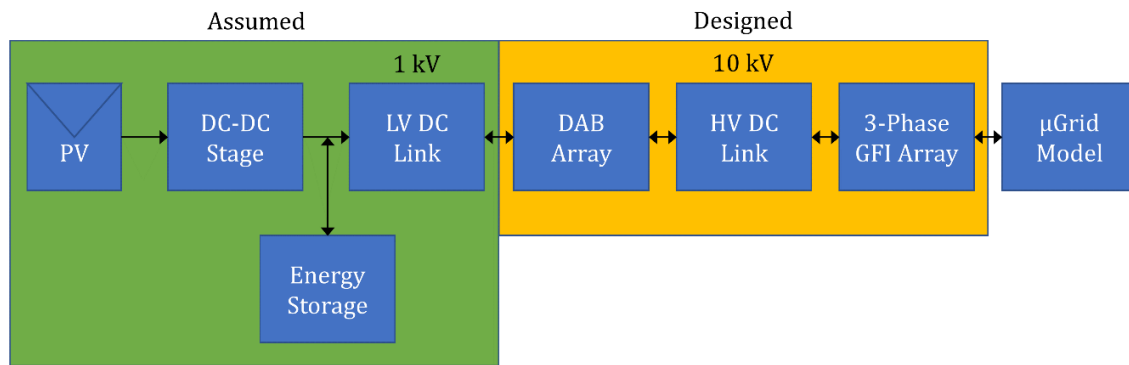 Assumed
Designed
1 kV
10 kV
PV
DC-DC
Stage
LV DC
Link
DAB
Array
HV DC
Link
3-Phase
GFI Array
µGrid
Model
Energy
Storage